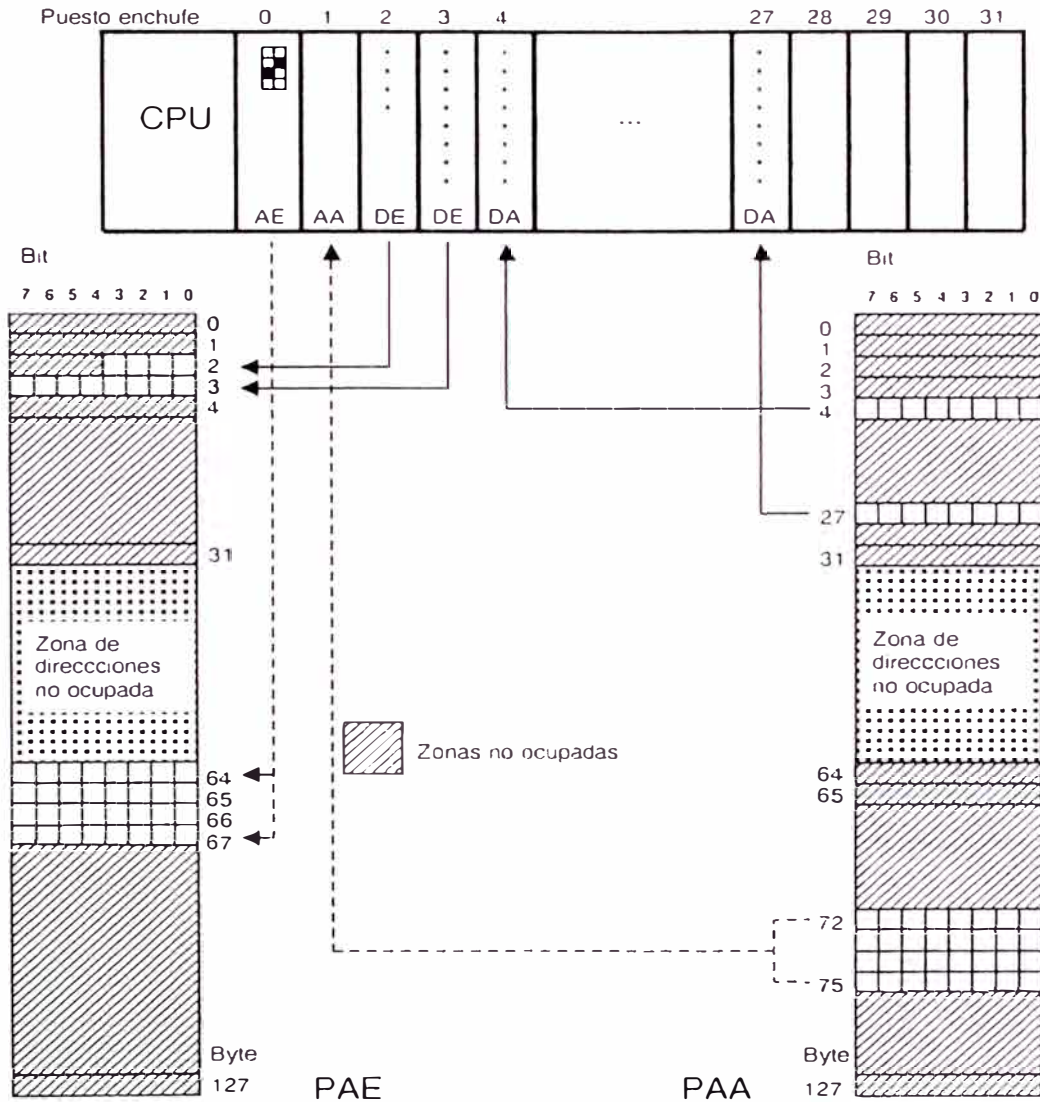 Puesto enchufe 0 1 2 3 4 27 28 29 30 31
CPU
...
AE AA DE DE DA DA
Bit
7 6 5 4 3 2 1 0
0
1
2
3
4
31
Zona de
direccciones
no ocupada
64
65
66
67
Byte
127
PAE
Zonas no ocupadas
Bit
7 6 5 4 3 2 1 0
0
1
2
3
4
27
31
Zona de
direccciones
no ocupada
64
65
72
75
Byte
127
PAA